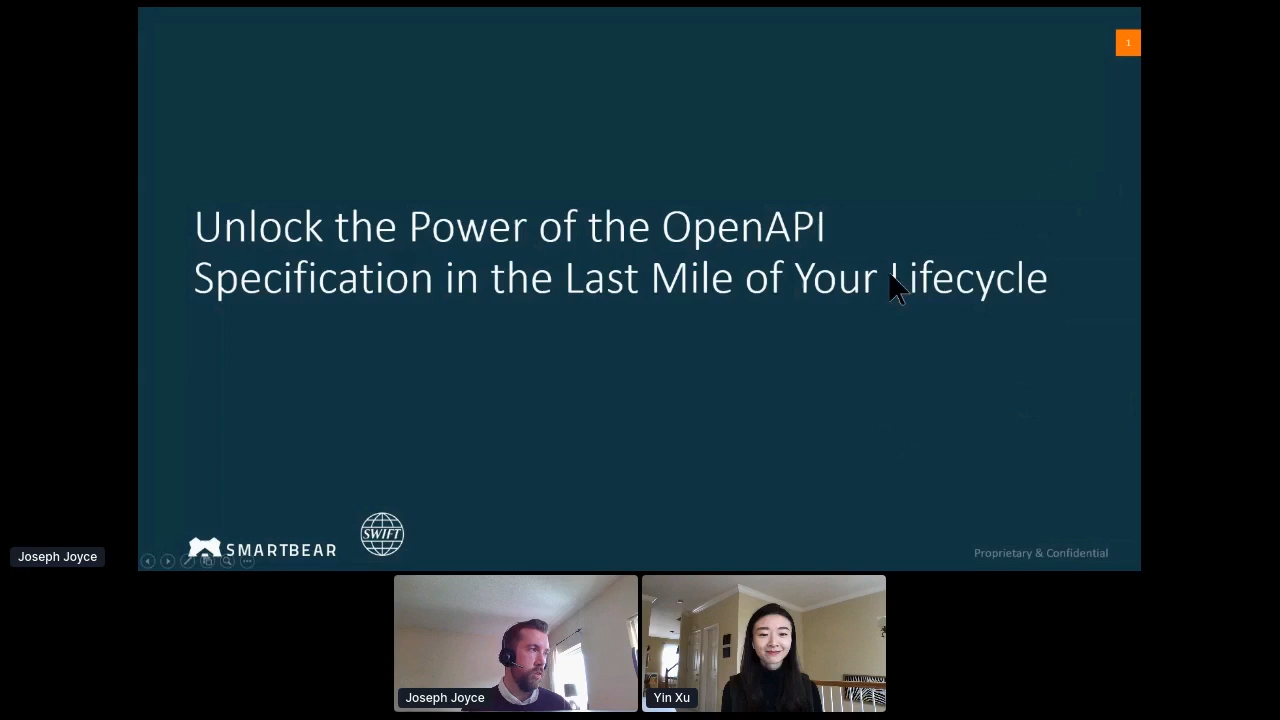 1
Unlock the Power of the OpenAPI
Specification in the Last Mile of Your Lifecycle
SMARTBEAR
SWIFT
Proprietary & Confidential
Joseph Joyce
Joseph Joyce
Yin Xu